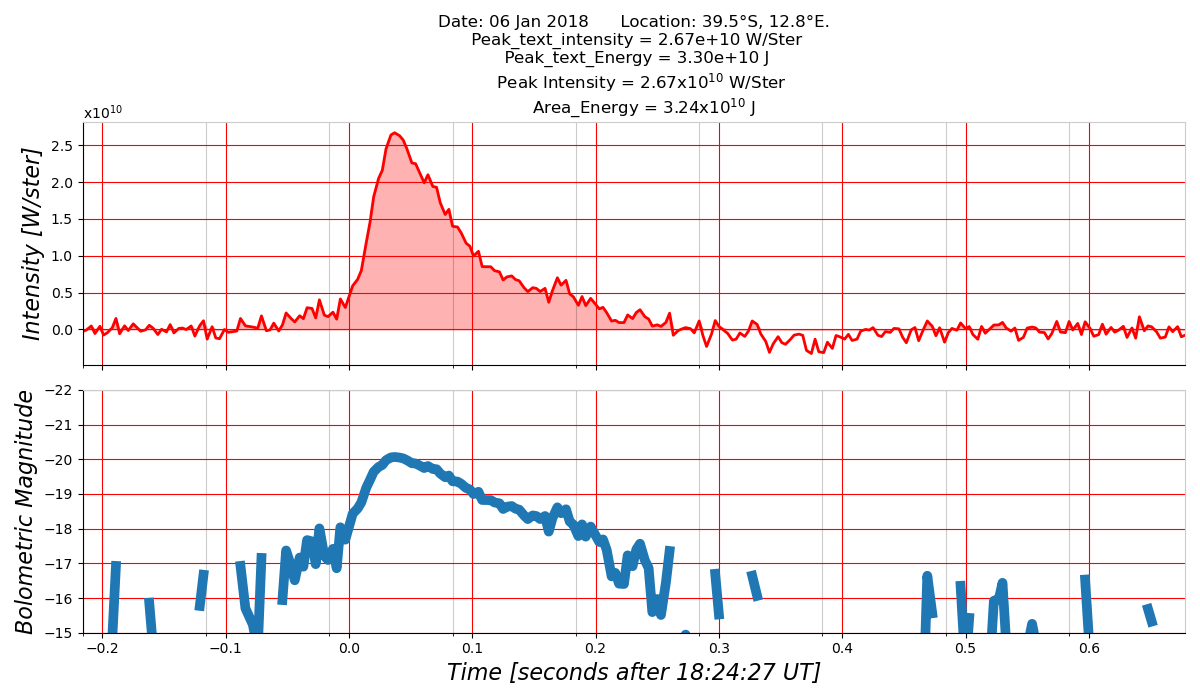 Date: 06 Jan 2018      Location: 39.5°S, 12.8°E.
Peak_text_intensity = 2.67e+10 W/Ster
Peak_text_Energy = 3.30e+10 J
Peak Intensity = 2.67x10¹⁰ W/Ster
Area_Energy = 3.24x10¹⁰ J
x10¹⁰
Intensity [W/ster]
2.5
2.0
1.5
1.0
0.5
0.0
Bolometric Magnitude
−22
−21
−20
−19
−18
−17
−16
−15
−0.2 −0.1 0.0 0.1 0.2 0.3 0.4 0.5 0.6
Time [seconds after 18:24:27 UT]